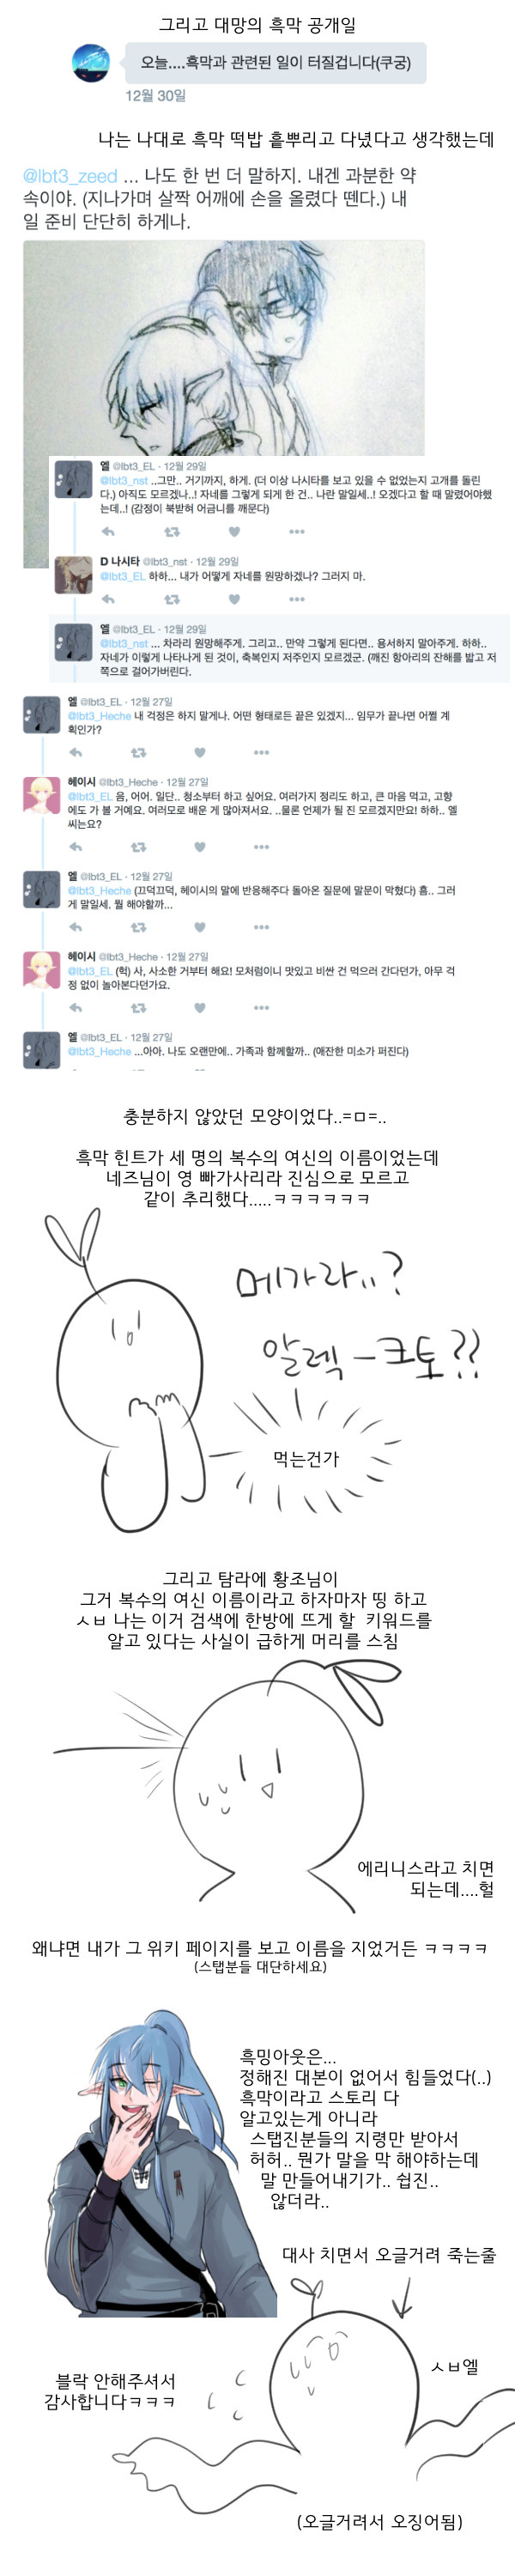 그리고 대망의 흑막 공개일
오늘....흑막과 관련된 일이 터질겁니다(쿠궁)
12월 30일
나는 나대로 흑막 떡밥 흩뿌리고 다녔다고 생각했는데
@lbt3_zeed ... 나도 한 번 더 말하지. 내겐 과분한 약
속이야. (지나가며 살짝 어깨에 손을 올렸다 뗀다.) 내
일 준비 단단히 하게나.
엘 @lbt3_EL · 12월 29일
@lbt3_nst ..그만.. 거기까지, 하게. (더 이상 나시타를 보고 있을 수 없었는지 고개를 돌린
다.) 아직도 모르겠나..! 자네를 그렇게 되게 한 건.. 나란 말일세..! 오겠다고 할 때 말렸어야했
는데..! (감정이 북받혀 어금니를 깨문다)
D 나시타 @lbt3_nst · 12월 29일
@lbt3_EL 하하... 내가 어떻게 자네를 원망하겠나? 그러지 마.
엘 @lbt3_EL · 12월 29일
@lbt3_nst ... 차라리 원망해주게. 그리고.. 만약 그렇게 된다면.. 용서하지 말아주게. 하하..
자네가 이렇게 나타나게 된 것이, 축복인지 저주인지 모르겠군. (깨진 항아리의 잔해를 밟고 저
쪽으로 걸어가버린다.
엘 @lbt3_EL · 12월 27일
@lbt3_Heche 내 걱정은 하지 말게나. 어떤 형태로든 끝은 있겠지... 임무가 끝나면 어쩔 계
획인가?
헤이시 @lbt3_Heche · 12월 27일
@lbt3_EL 음, 어어. 일단.. 청소부터 하고 싶어요. 여러가지 정리도 하고, 큰 마음 먹고, 고향
에도 가 볼 거예요. 여러모로 배운 게 많아져서요. ..물론 언제가 될 진 모르겠지만요! 하하.. 엘
씨는요?
엘 @lbt3_EL · 12월 27일
@lbt3_Heche (끄덕끄덕, 헤이시의 말에 반응해주다 돌아온 질문에 말문이 막혔다) 흠.. 그러
게 말일세. 뭘 해야할까...
헤이시 @lbt3_Heche · 12월 27일
@lbt3_EL (헉) 사, 사소한 거부터 해요! 모처럼이니 맛있고 비싼 건 먹으러 간다던가, 아무 걱
정 없이 놀아본다던가요.
엘 @lbt3_EL · 12월 27일
@lbt3_Heche ...아아. 나도 오랜만에.. 가족과 함께할까.. (애잔한 미소가 퍼진다)
충분하지 않았던 모양이었다..=ㅁ=..
흑막 힌트가 세 명의 복수의 여신의 이름이었는데
네즈님이 영 빠가사리라 진심으로 모르고
같이 추리했다.....ㅋㅋㅋㅋㅋㅋ
메가라..?
알렉-크토??
먹는건가
그리고 탐라에 황조님이
그거 복수의 여신 이름이라고 하자마자 띵 하고
ㅅㅂ 나는 이거 검색에 한방에 뜨게 할 키워드를
알고 있다는 사실이 급하게 머리를 스침
에리니스라고 치면
되는데....헐
왜냐면 내가 그 위키 페이지를 보고 이름을 지었거든 ㅋㅋㅋㅋ
(스탭분들 대단하세요)
흑밍아웃은...
정해진 대본이 없어서 힘들었다(..)
흑막이라고 스토리 다
알고있는게 아니라
스탭진분들의 지령만 받아서
허허.. 뭔가 말을 막 해야하는데
말 만들어내기가.. 쉽진..
않더라..
대사 치면서 오글거려 죽는줄
ㅅㅂ엘
블락 안해주셔서
감사합니다ㅋㅋㅋ
(오글거려서 오징어됨)